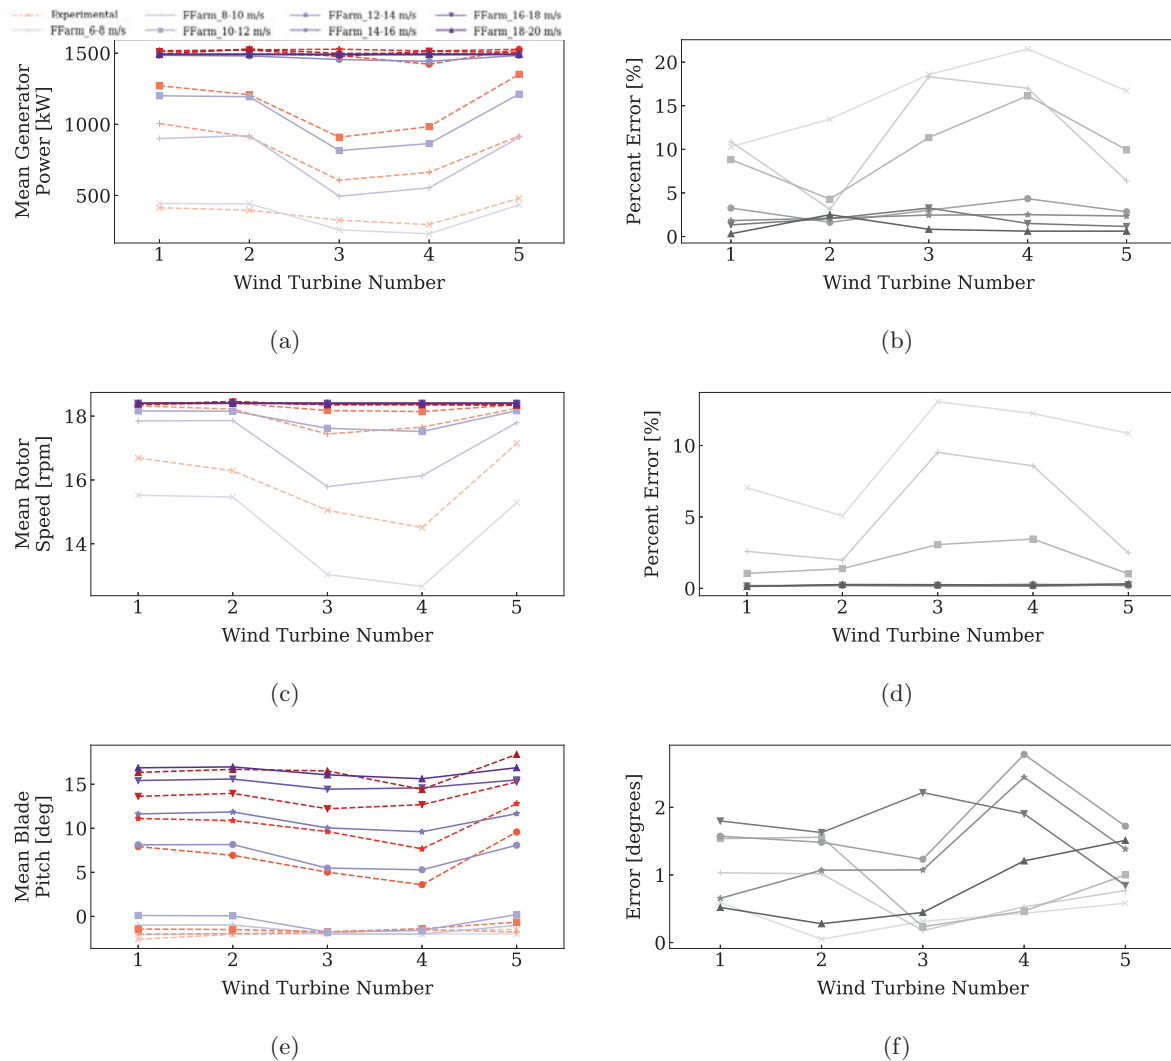 Experimental FFarm_8-10 m/s FFarm_12-14 m/s FFarm_16-18 m/s
FFarm_6-8 m/s FFarm_10-12 m/s FFarm_14-16 m/s FFarm_18-20 m/s
Mean Generator
Power [kW]
1500
1000
500
1 2 3 4 5
Wind Turbine Number
(a)
Percent Error [%]
20
15
10
5
0
1 2 3 4 5
Wind Turbine Number
(b)
Mean Rotor
Speed [rpm]
18
16
14
1 2 3 4 5
Wind Turbine Number
(c)
Percent Error [%]
10
5
0
1 2 3 4 5
Wind Turbine Number
(d)
Mean Blade
Pitch [deg]
15
10
5
0
1 2 3 4 5
Wind Turbine Number
(e)
Error [degrees]
2
1
0
1 2 3 4 5
Wind Turbine Number
(f)